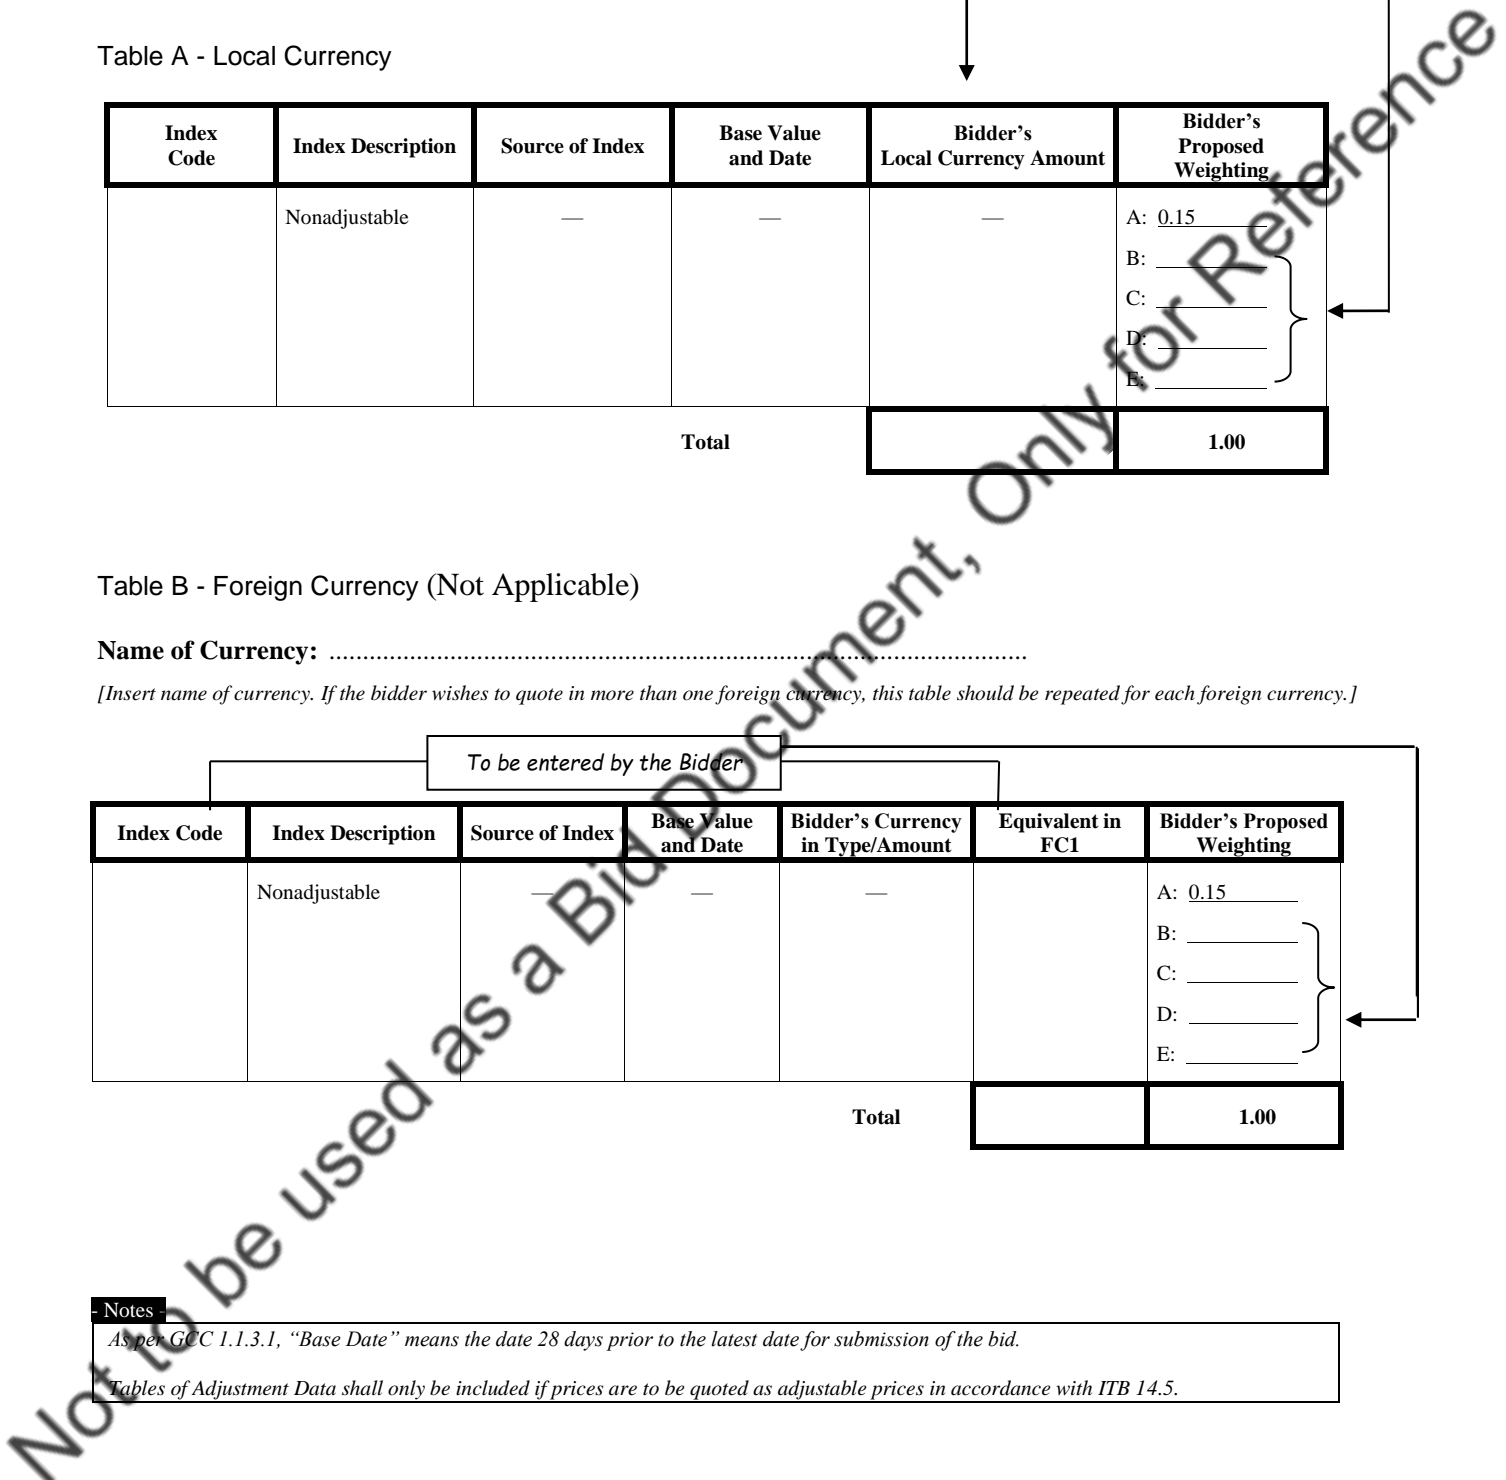 Table A - Local Currency
Index Code
Index Description
Source of Index
Base Value and Date
Bidder’s Local Currency Amount
Bidder’s Proposed Weighting
Nonadjustable — — — A: 0.15
B:
C:
D:
E:
Total 1.00
Table B - Foreign Currency (Not Applicable)
Name of Currency: ........................................................................................................
[Insert name of currency. If the bidder wishes to quote in more than one foreign currency, this table should be repeated for each foreign currency.]
To be entered by the Bidder
Index Code
Index Description
Source of Index
Base Value and Date
Bidder’s Currency in Type/Amount
Equivalent in FC1
Bidder’s Proposed Weighting
Nonadjustable — — — A: 0.15
B:
C:
D:
E:
Total 1.00
- Notes -
As per GCC 1.1.3.1, “Base Date” means the date 28 days prior to the latest date for submission of the bid.
Tables of Adjustment Data shall only be included if prices are to be quoted as adjustable prices in accordance with ITB 14.5.
Not to be used as a Bid Document, Only for Reference